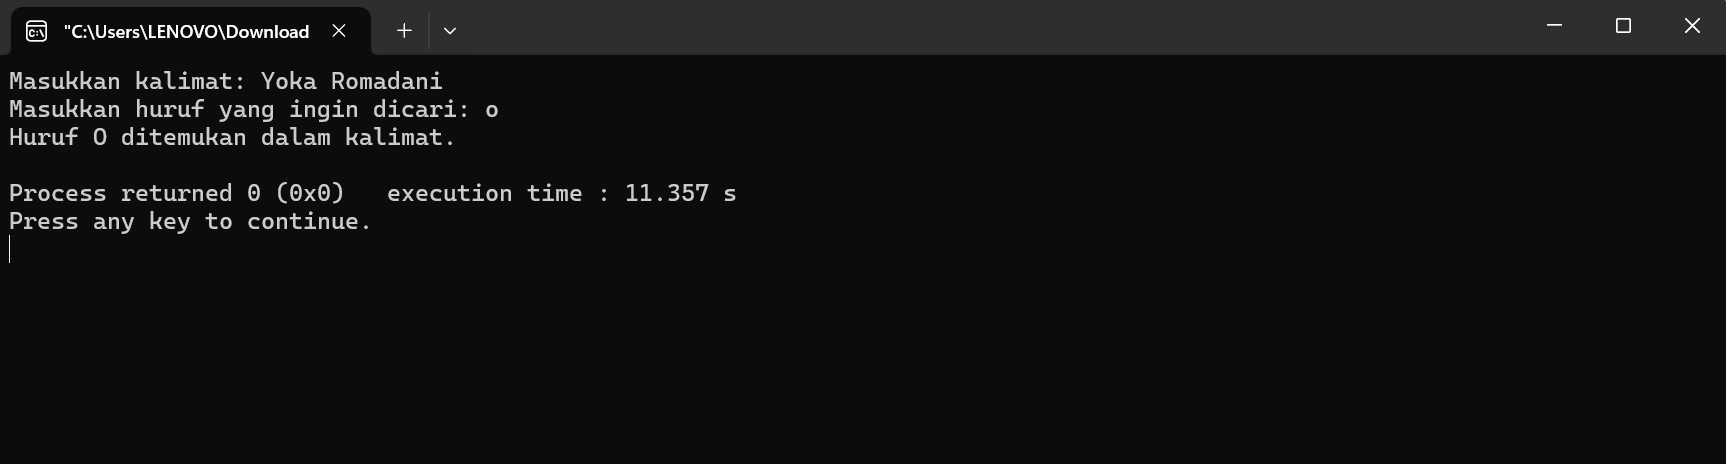 "C:\Users\LENOVO\Download
Masukkan kalimat: Yoka Romadani
Masukkan huruf yang ingin dicari: o
Huruf O ditemukan dalam kalimat.
Process returned 0 (0x0)   execution time : 11.357 s
Press any key to continue.